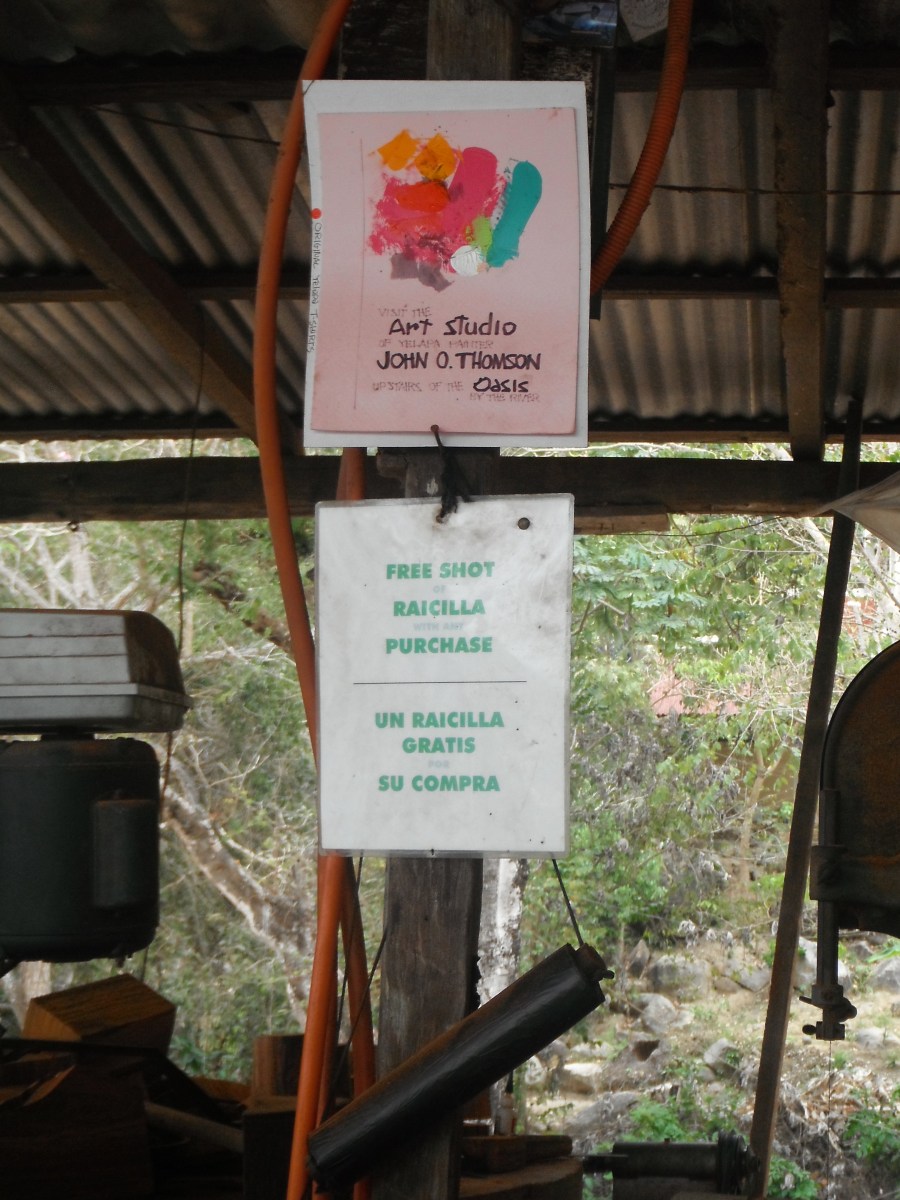 VISIT THE
Art Studio
OF YELAPA PAINTER
JOHN O. THOMSON
UPSTAIRS OF THE Oasis
BY THE RIVER
ORIGINAL YELAPA T-SHIRTS
FREE SHOT
OF
RAICILLA
WITH ANY
PURCHASE
UN RAICILLA
GRATIS
POR
SU COMPRA